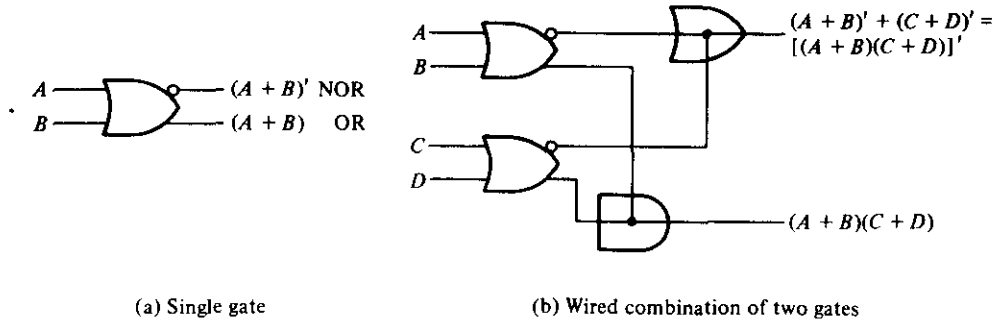 A
B
(A + B)' NOR
(A + B) OR
(a) Single gate
A
B
C
D
(A + B)' + (C + D)' =
[(A + B)(C + D)]'
(A + B)(C + D)
(b) Wired combination of two gates